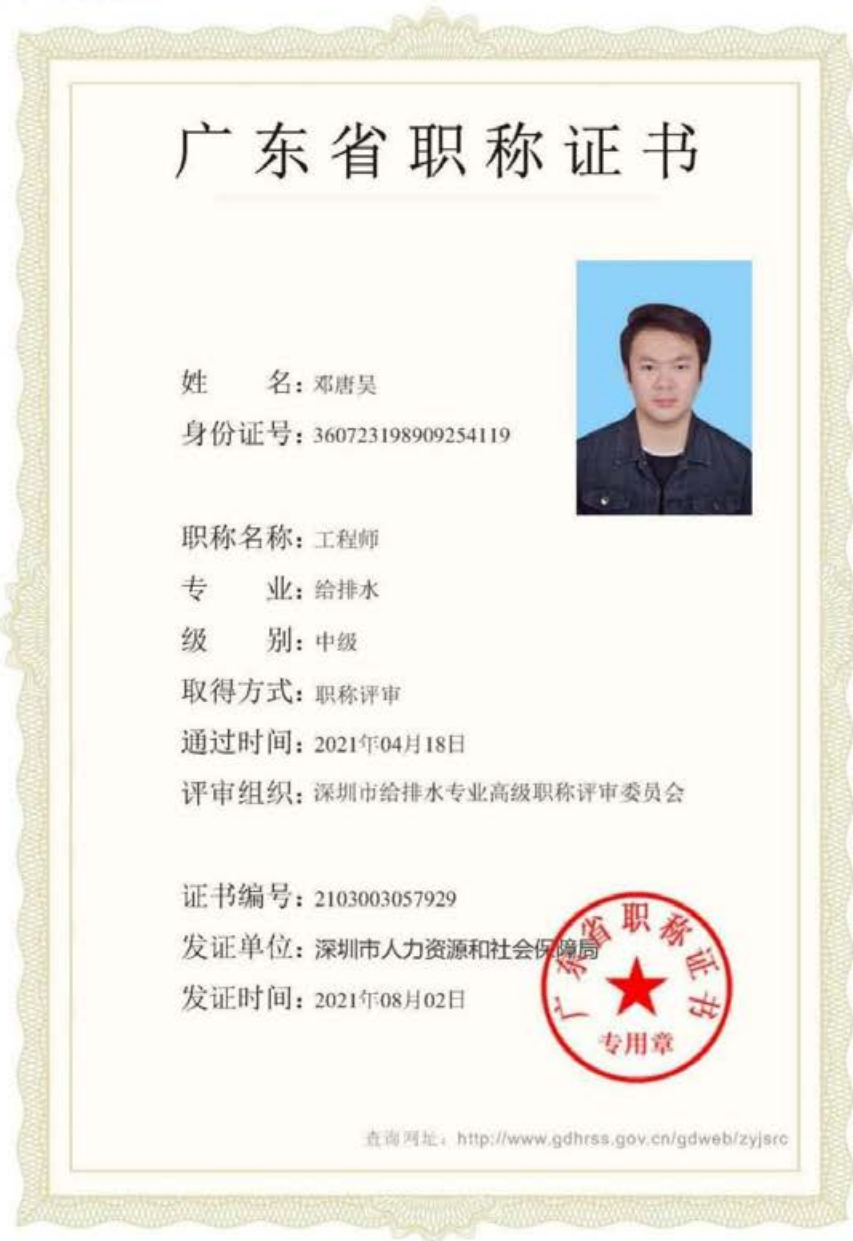 广东省职称证书
姓 名：邓唐昊
身份证号：360723198909254119
职称名称：工程师
专 业：给排水
级 别：中级
取得方式：职称评审
通过时间：2021年04月18日
评审组织：深圳市给排水专业高级职称评审委员会
证书编号：2103003057929
发证单位：深圳市人力资源和社会保障局
发证时间：2021年08月02日
广东省职称证书
专用章
查询网址：http://www.gdhrss.gov.cn/gdweb/zyjsrc